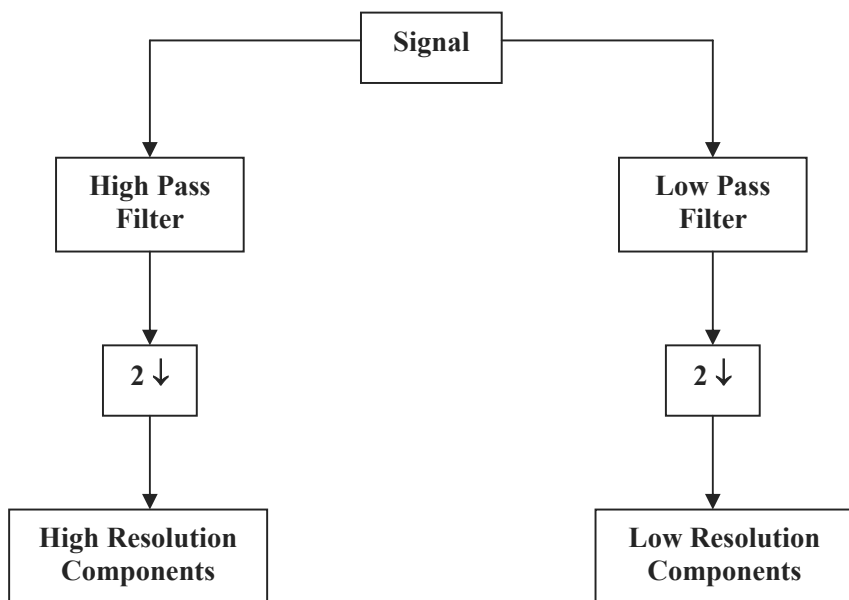 Signal
High Pass
Filter
Low Pass
Filter
2 ↓
2 ↓
High Resolution
Components
Low Resolution
Components